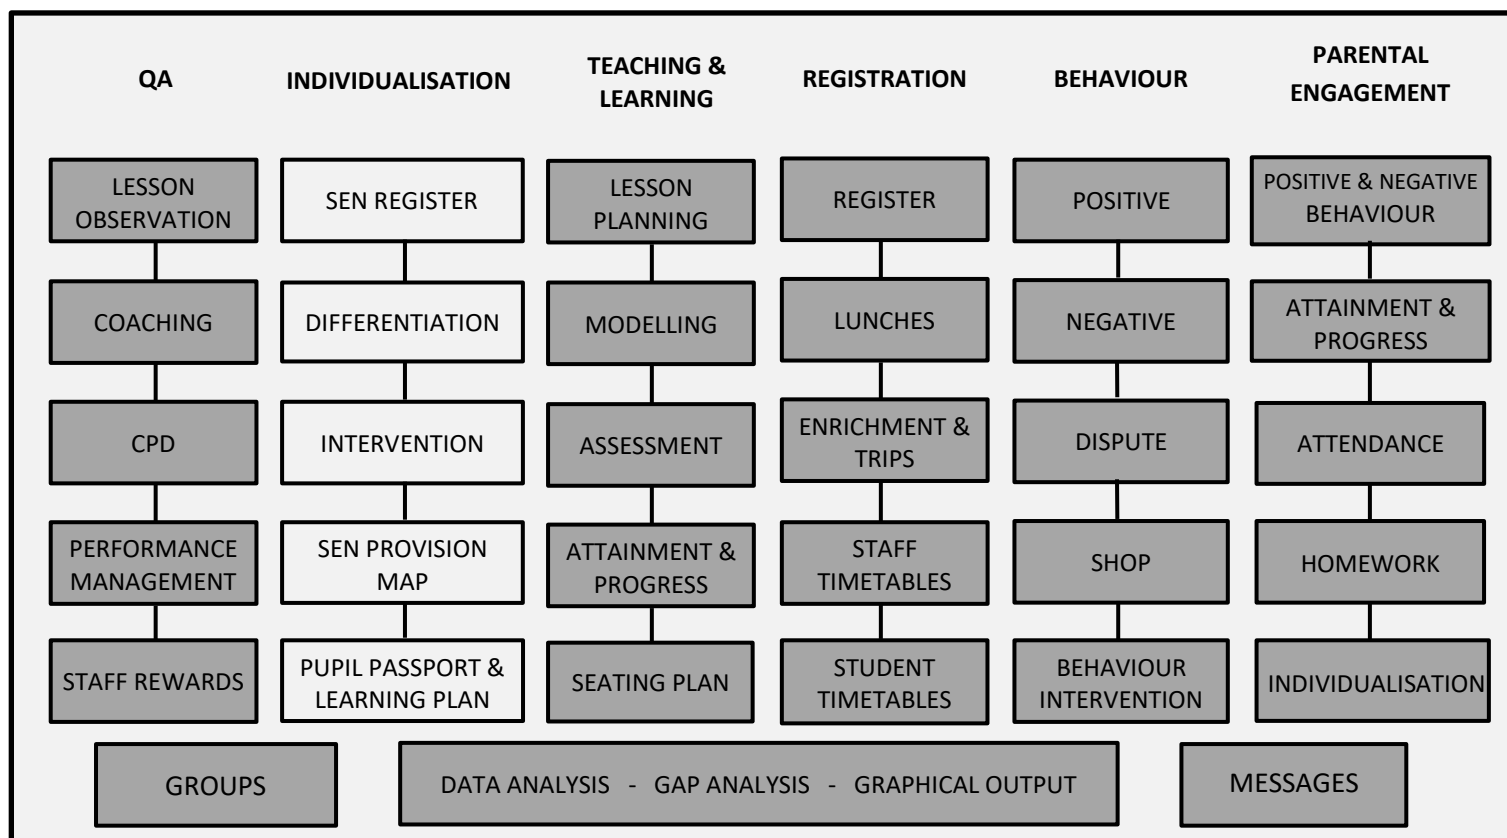 QA
INDIVIDUALISATION
TEACHING &
LEARNING
REGISTRATION
BEHAVIOUR
PARENTAL
ENGAGEMENT
LESSON
OBSERVATION
SEN REGISTER
LESSON
PLANNING
REGISTER
POSITIVE
POSITIVE & NEGATIVE
BEHAVIOUR
COACHING
DIFFERENTIATION
MODELLING
LUNCHES
NEGATIVE
ATTAINMENT &
PROGRESS
CPD
INTERVENTION
ASSESSMENT
ENRICHMENT &
TRIPS
DISPUTE
ATTENDANCE
PERFORMANCE
MANAGEMENT
SEN PROVISION
MAP
ATTAINMENT &
PROGRESS
STAFF
TIMETABLES
SHOP
HOMEWORK
STAFF REWARDS
PUPIL PASSPORT &
LEARNING PLAN
SEATING PLAN
STUDENT
TIMETABLES
BEHAVIOUR
INTERVENTION
INDIVIDUALISATION
GROUPS
DATA ANALYSIS - GAP ANALYSIS - GRAPHICAL OUTPUT
MESSAGES